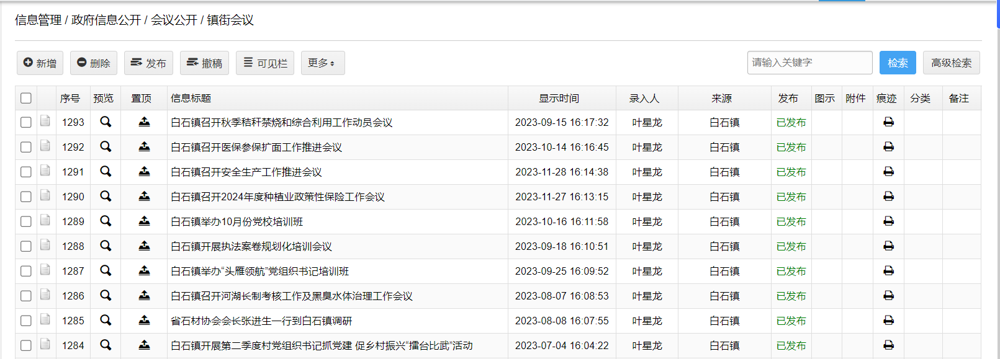 信息管理 / 政府信息公开 / 会议公开 / 镇街会议
新增 删除 发布 撤稿 可见栏 更多 请输入关键字 检索 高级检索
序号 预览 置顶 信息标题 显示时间 录入人 来源 发布 图示 附件 痕迹 分类 备注
1293 白石镇召开秋季秸秆禁烧和综合利用工作动员会议 2023-09-15 16:17:32 叶星龙 白石镇 已发布
1292 白石镇召开医保参保扩面工作推进会议 2023-10-14 16:16:45 叶星龙 白石镇 已发布
1291 白石镇召开安全生产工作推进会议 2023-11-28 16:14:38 叶星龙 白石镇 已发布
1290 白石镇召开2024年度种植业政策性保险工作会议 2023-11-27 16:13:15 叶星龙 白石镇 已发布
1289 白石镇举办10月份党校培训班 2023-10-16 16:11:58 叶星龙 白石镇 已发布
1288 白石镇开展执法案卷规划化培训会议 2023-09-18 16:10:51 叶星龙 白石镇 已发布
1287 白石镇举办“头雁领航”党组织书记培训班 2023-09-25 16:09:52 叶星龙 白石镇 已发布
1286 白石镇召开河湖长制考核工作及黑臭水体治理工作会议 2023-08-07 16:08:53 叶星龙 白石镇 已发布
1285 省石材协会会长张进生一行到白石镇调研 2023-08-08 16:07:55 叶星龙 白石镇 已发布
1284 白石镇开展第二季度村党组织书记抓党建 促乡村振兴“擂台比武”活动 2023-07-04 16:04:22 叶星龙 白石镇 已发布